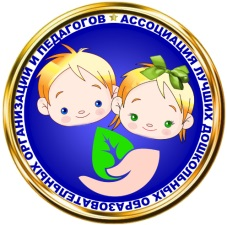 АССОЦИАЦИЯ ЛУЧШИХ ДОШКОЛЬНЫХ ОБРАЗОВАТЕЛЬНЫХ ОРГАНИЗАЦИЙ И ПЕДАГОГОВ